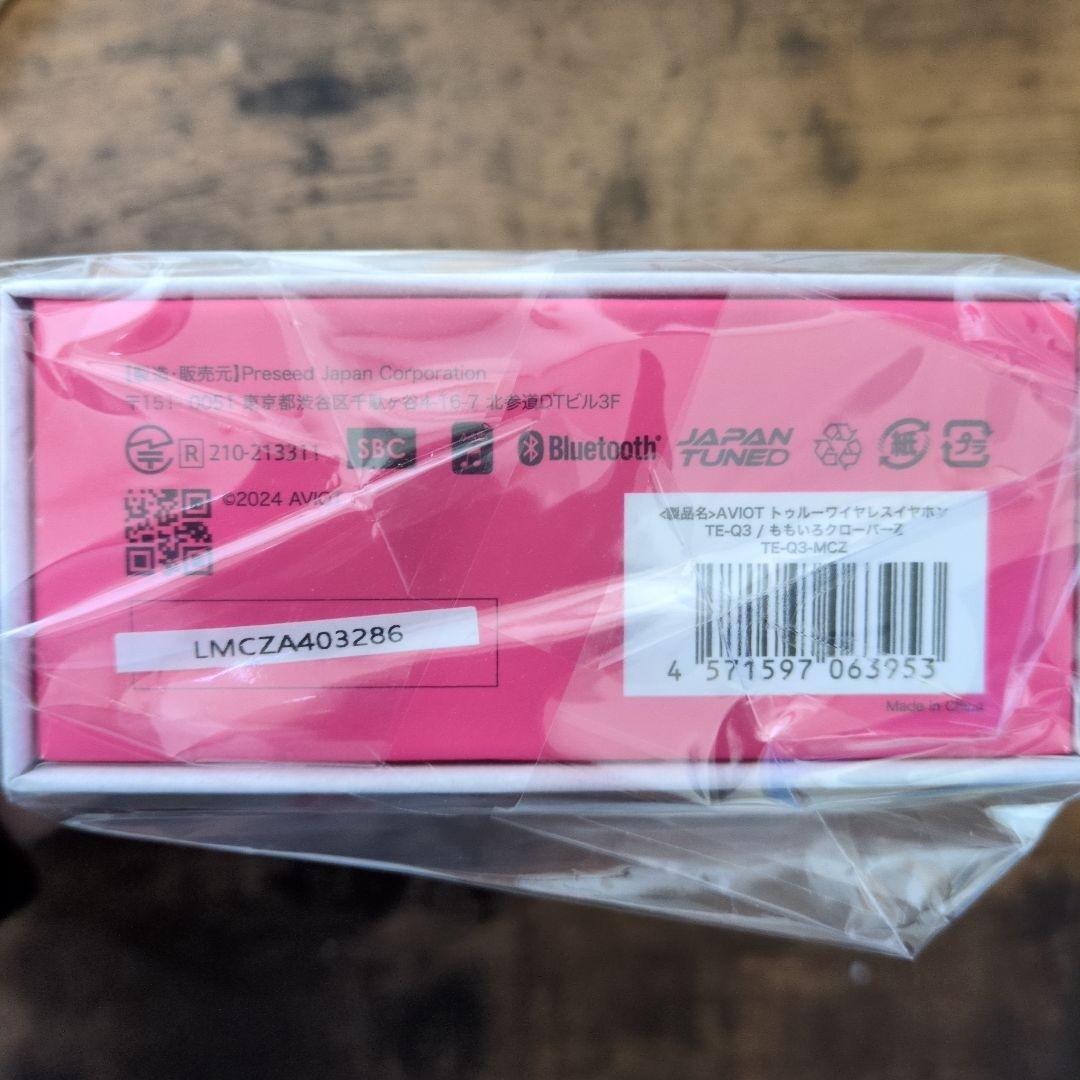 【製造・販売元】Preseed Japan Corporation
〒151-0051 東京都渋谷区千駄ヶ谷4-16-7 北参道DTビル3F
R 210-213311 SBC Bluetooth® JAPAN TUNED 紙 プラ
©2024 AVIOT
<製品名>AVIOT トゥルーワイヤレスイヤホン
TE-Q3 / ももいろクローバーZ
TE-Q3-MCZ
LMCZA403286
4 571597 063953
Made in China